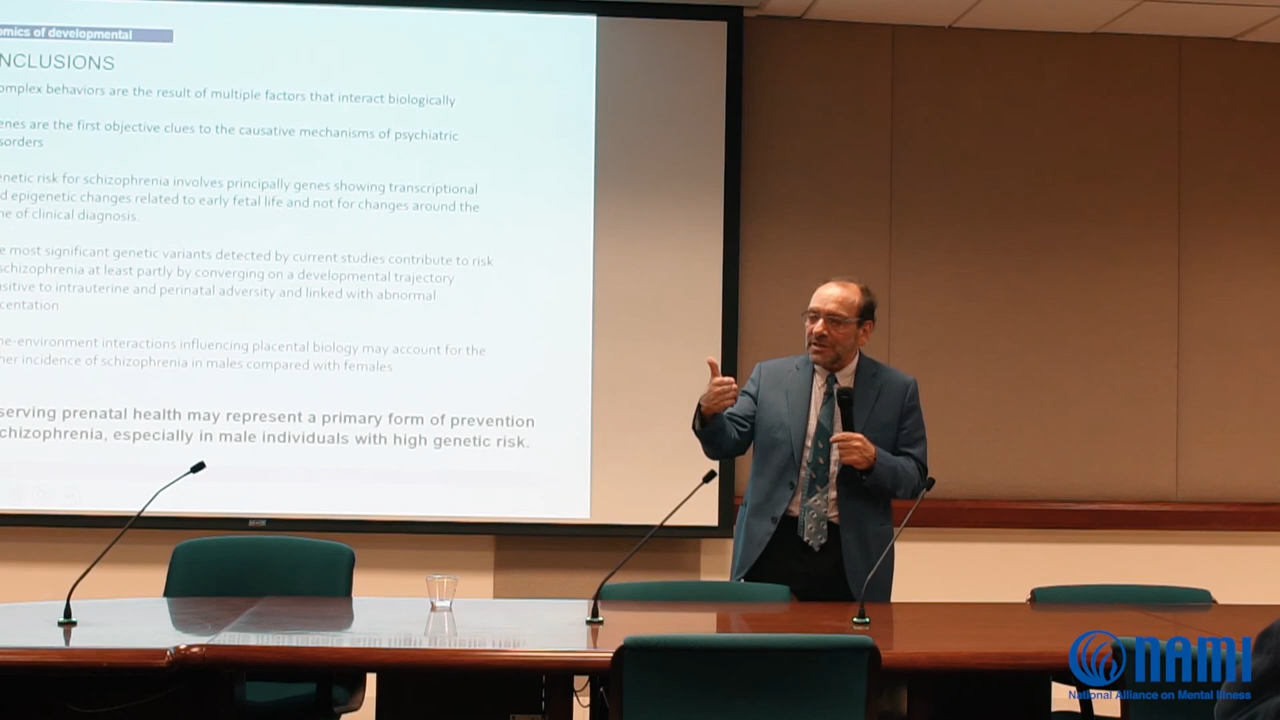 omics of developmental
NCLUSIONS
omplex behaviors are the result of multiple factors that interact biologically
enes are the first objective clues to the causative mechanisms of psychiatric
sorders
enetic risk for schizophrenia involves principally genes showing transcriptional
d epigenetic changes related to early fetal life and not for changes around the
ne of clinical diagnosis.
e most significant genetic variants detected by current studies contribute to risk
schizophrenia at least partly by converging on a developmental trajectory
nsitive to intrauterine and perinatal adversity and linked with abnormal
centation
ne-environment interactions influencing placental biology may account for the
her incidence of schizophrenia in males compared with females
serving prenatal health may represent a primary form of prevention
chizophrenia, especially in male individuals with high genetic risk.
NAMI
National Alliance on Mental Illness